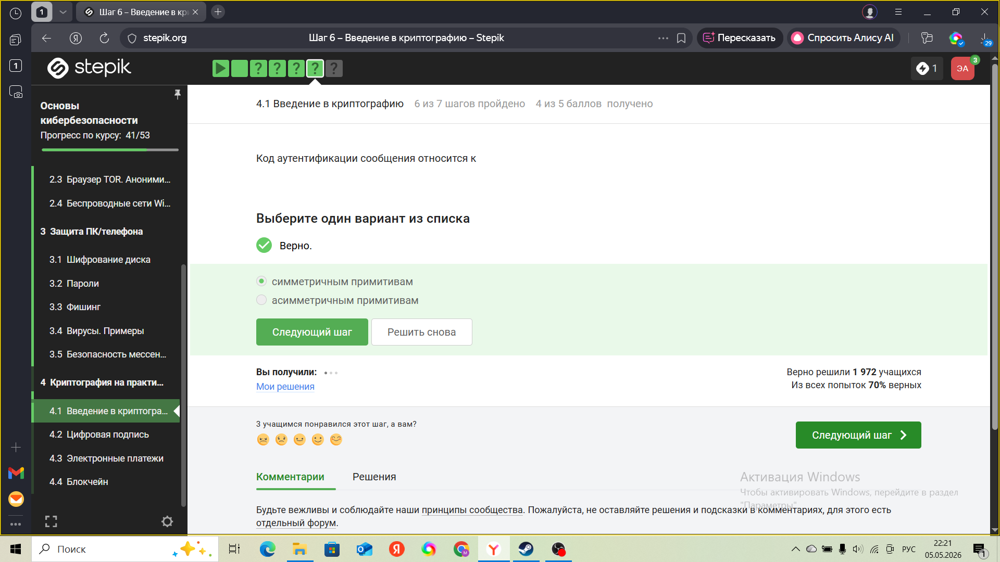 1
Шаг 6 – Введение в кри
stepik.org
Шаг 6 – Введение в криптографию – Stepik
Пересказать
Спросить Алису AI
29
1
stepik
? ? ? ? ?
1
ЭА
3
Основы
кибербезопасности
Прогресс по курсу: 41/53
2.3 Браузер TOR. Аноними...
2.4 Беспроводные сети Wi...
3 Защита ПК/телефона
3.1 Шифрование диска
3.2 Пароли
3.3 Фишинг
3.4 Вирусы. Примеры
3.5 Безопасность мессен...
4 Криптография на практи...
4.1 Введение в криптогра...
4.2 Цифровая подпись
4.3 Электронные платежи
4.4 Блокчейн
4.1 Введение в криптографию 6 из 7 шагов пройдено 4 из 5 баллов получено
Код аутентификации сообщения относится к
Выберите один вариант из списка
Верно.
симметричным примитивам
асимметричным примитивам
Следующий шаг
Решить снова
Вы получили:
Мои решения
Верно решили 1 972 учащихся
Из всех попыток 70% верных
3 учащимся понравился этот шаг, а вам?
Следующий шаг
Комментарии
Решения
Будьте вежливы и соблюдайте наши принципы сообщества. Пожалуйста, не оставляйте решения и подсказки в комментариях, для этого есть
отдельный форум.
Активация Windows
Чтобы активировать Windows, перейдите в раздел
"Параметры"
Поиск
РУС
22:21
05.05.2026
1